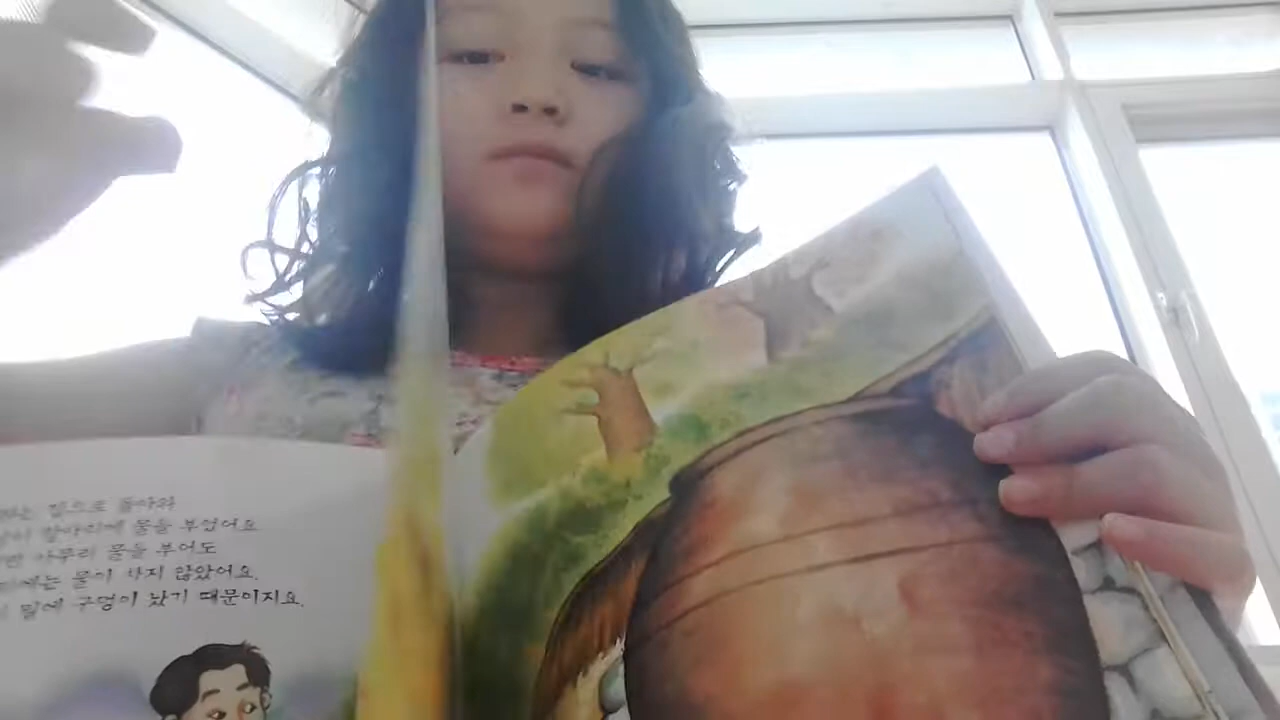 집으로 돌아와
항아리에 물을 부었어요
아무리 물을 부어도
물이 차지 않았어요.
밑에 구멍이 났기 때문이지요.